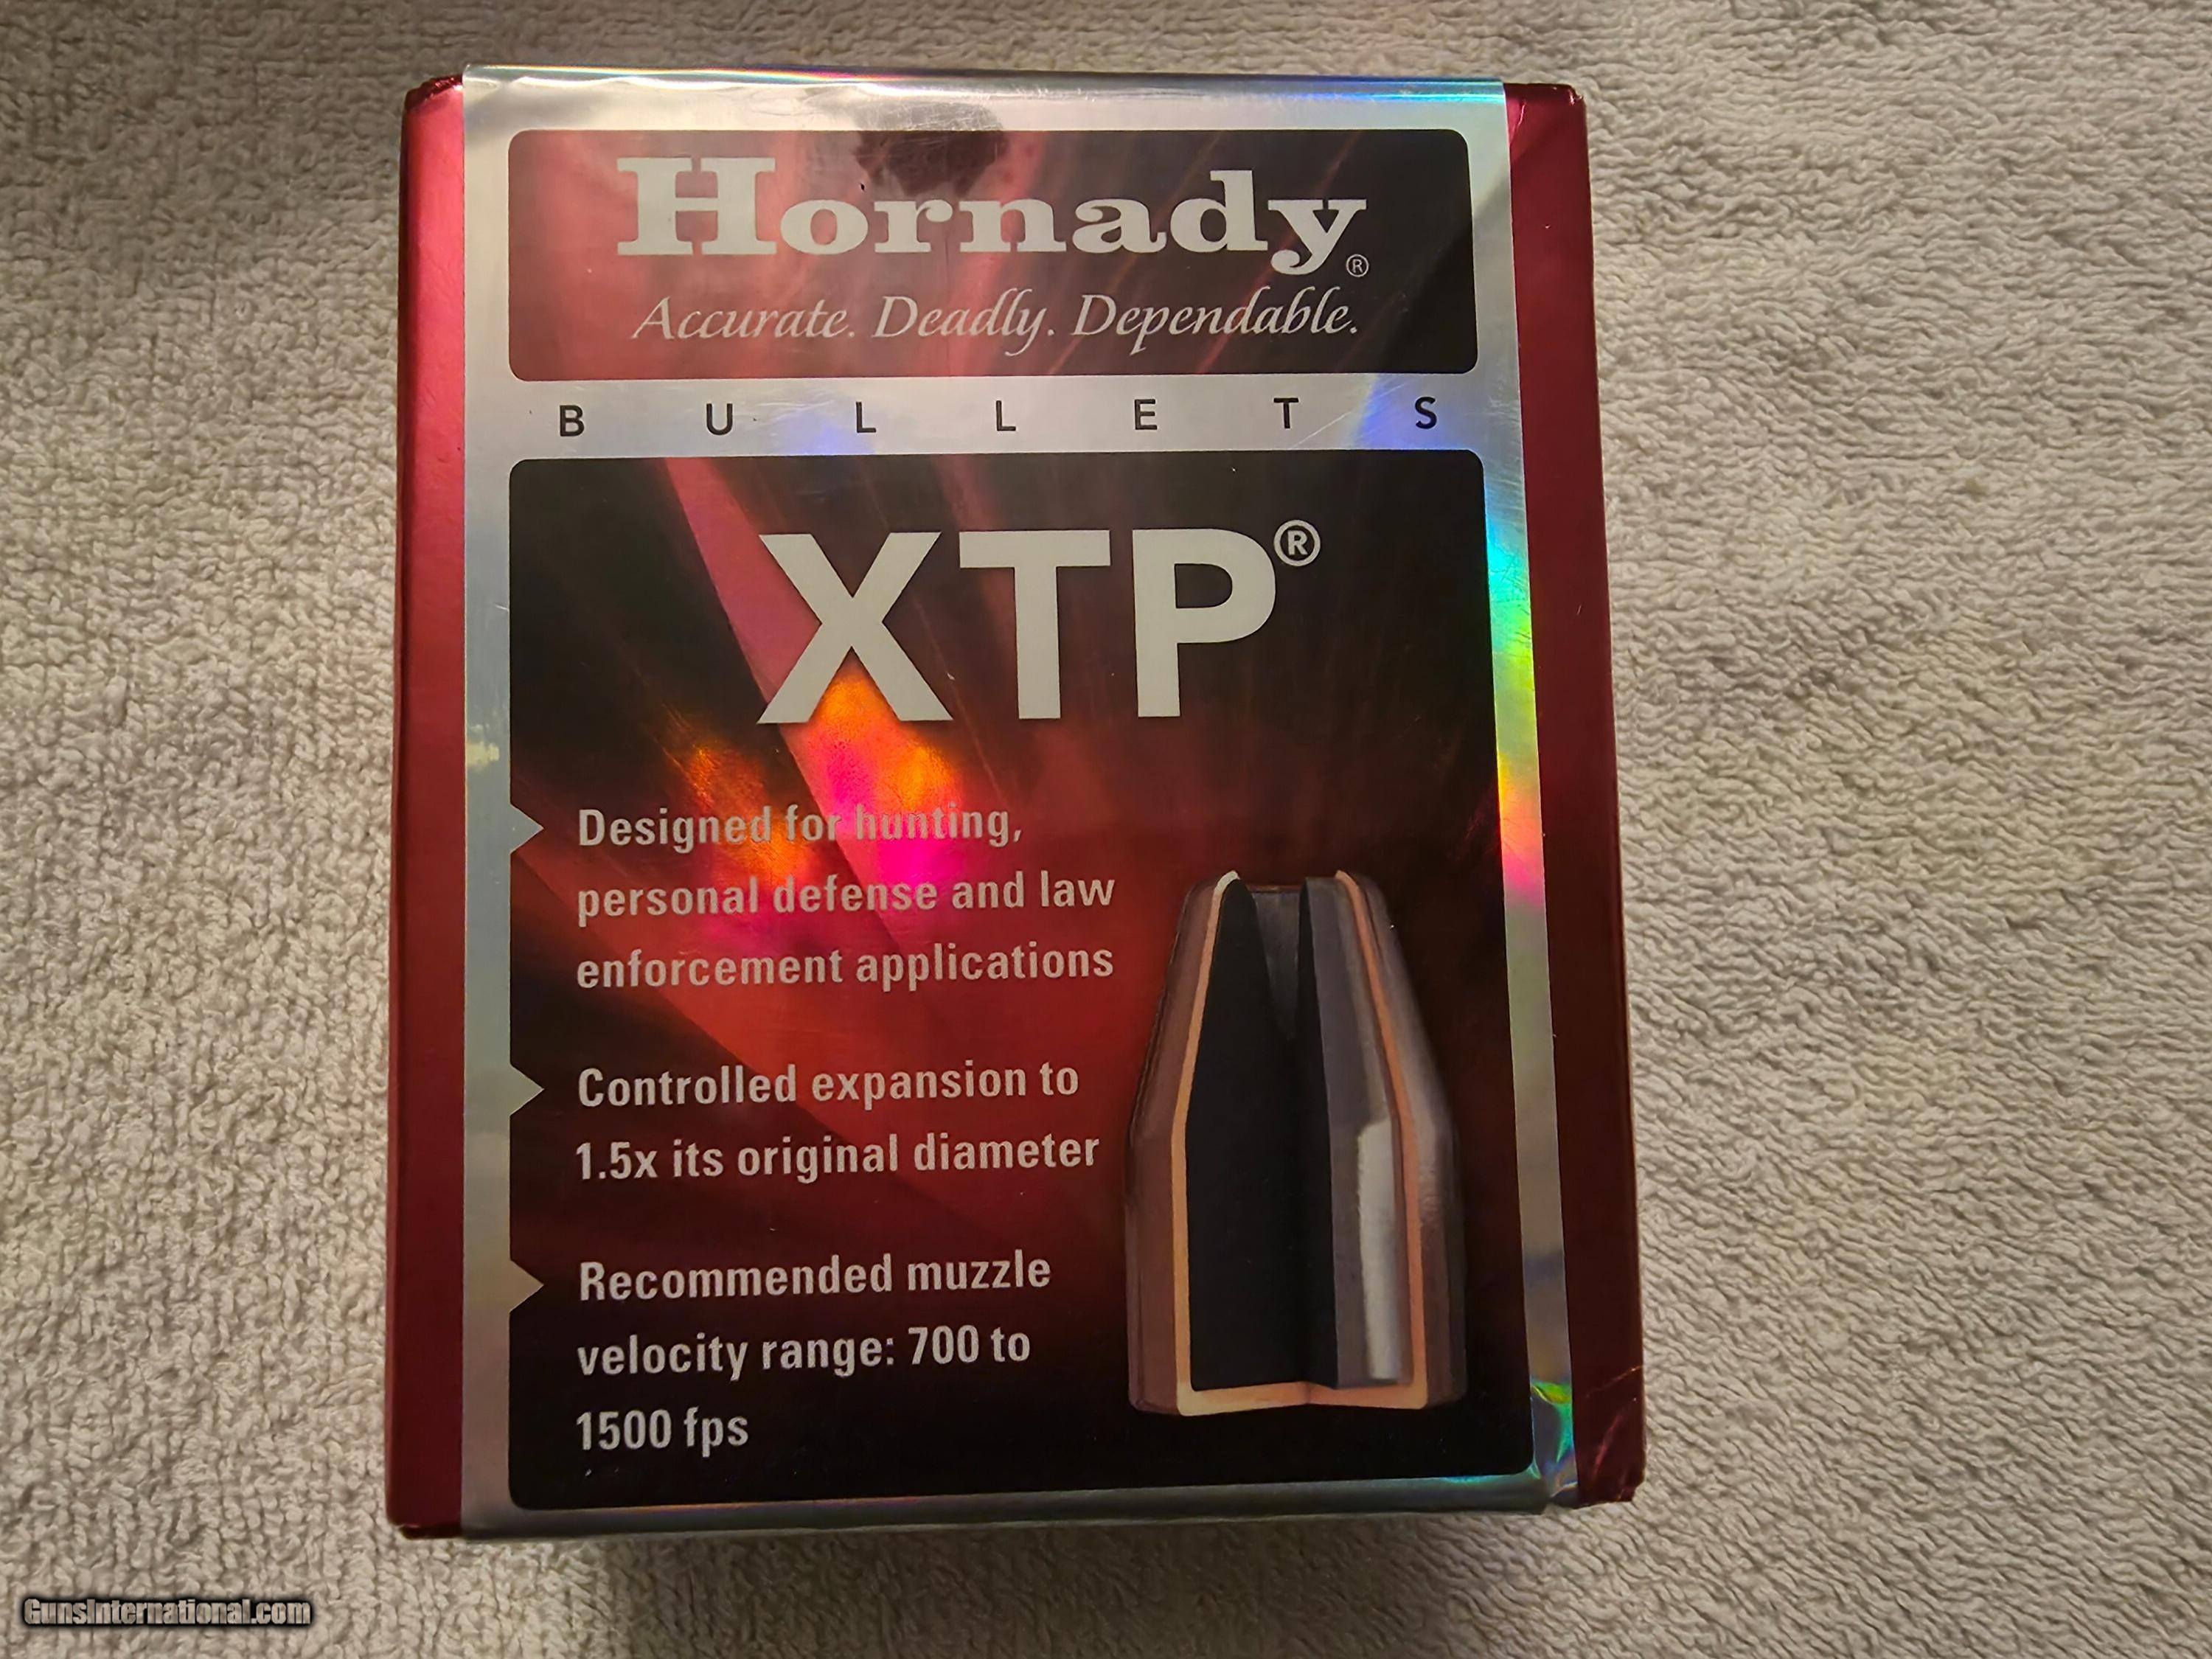 Hornady®
Accurate. Deadly. Dependable.
BULLETS
XTP®
Designed for hunting,
personal defense and law
enforcement applications
Controlled expansion to
1.5x its original diameter
Recommended muzzle
velocity range: 700 to
1500 fps
GunsInternational.com